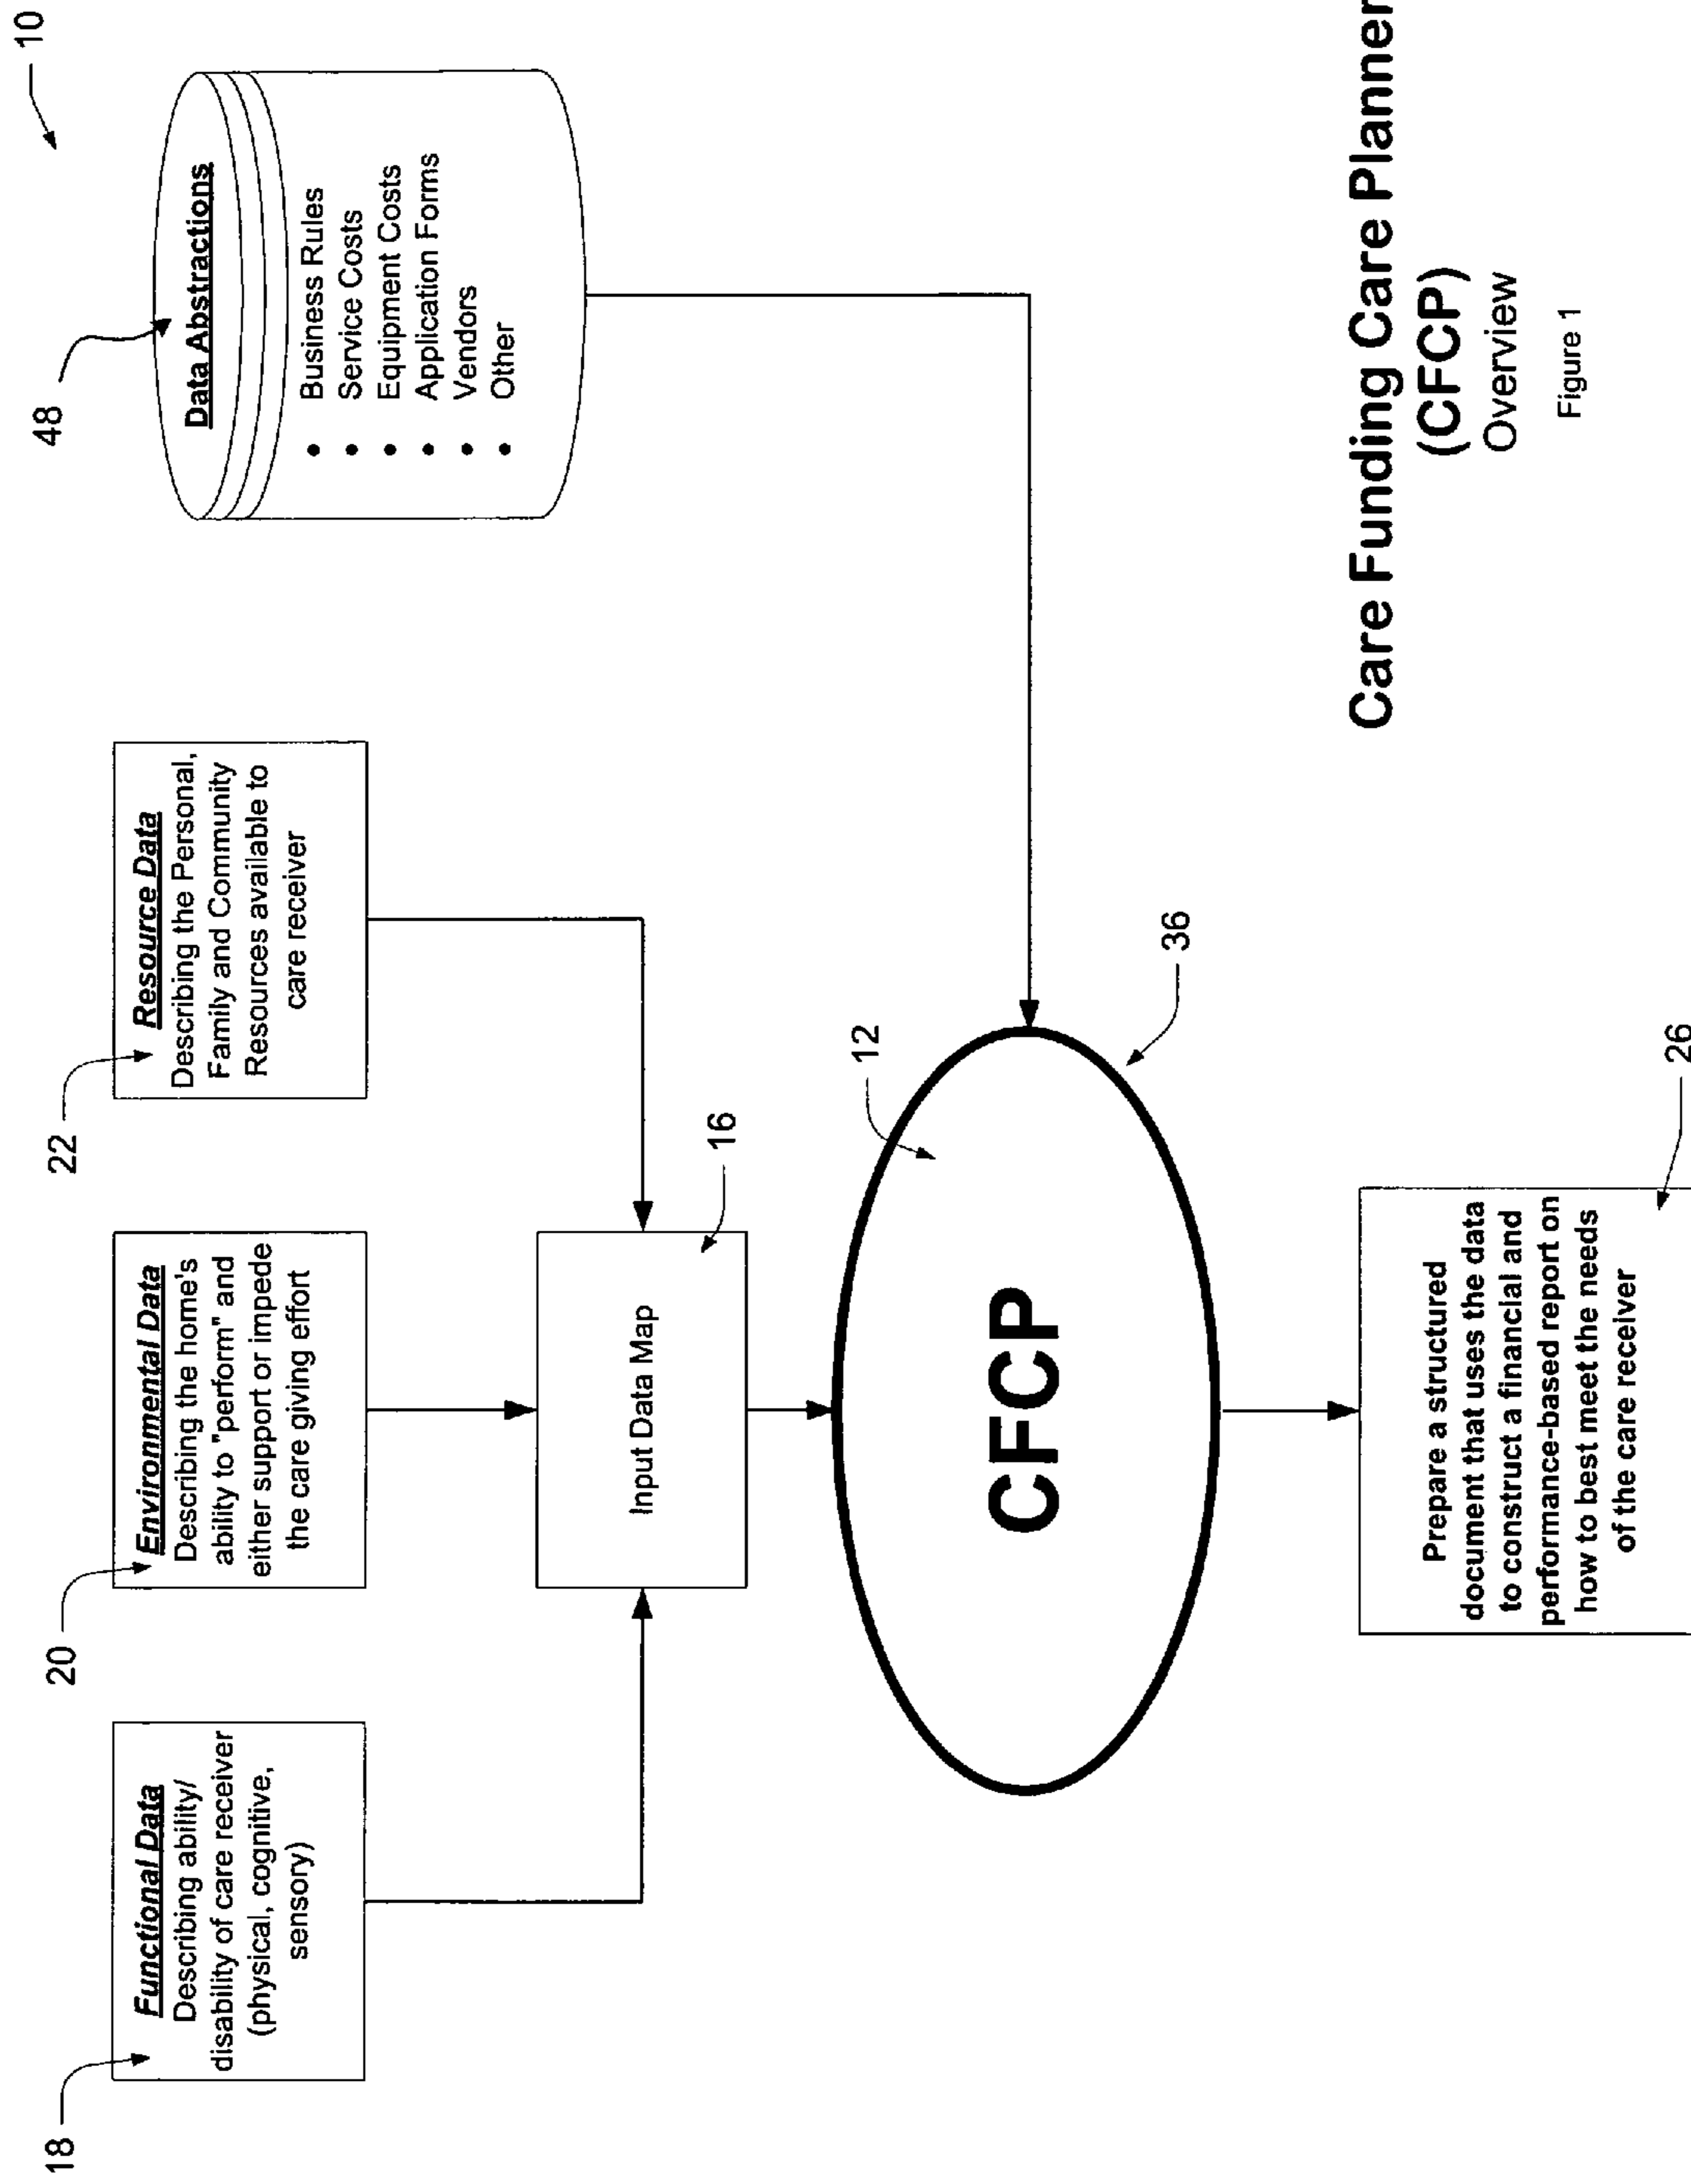 10
48
Data Abstractions
• Business Rules
• Service Costs
• Equipment Costs
• Application Forms
• Vendors
• Other
18
Functional Data
Describing ability/
disability of care receiver
(physical, cognitive,
sensory)
20
Environmental Data
Describing the home's
ability to "perform" and
either support or impede
the care giving effort
22
Resource Data
Describing the Personal,
Family and Community
Resources available to
care receiver
Input Data Map
16
12
CFCP
36
Prepare a structured
document that uses the data
to construct a financial and
performance-based report on
how to best meet the needs
of the care receiver
26
Care Funding Care Planner
(CFCP)
Overview
Figure 1